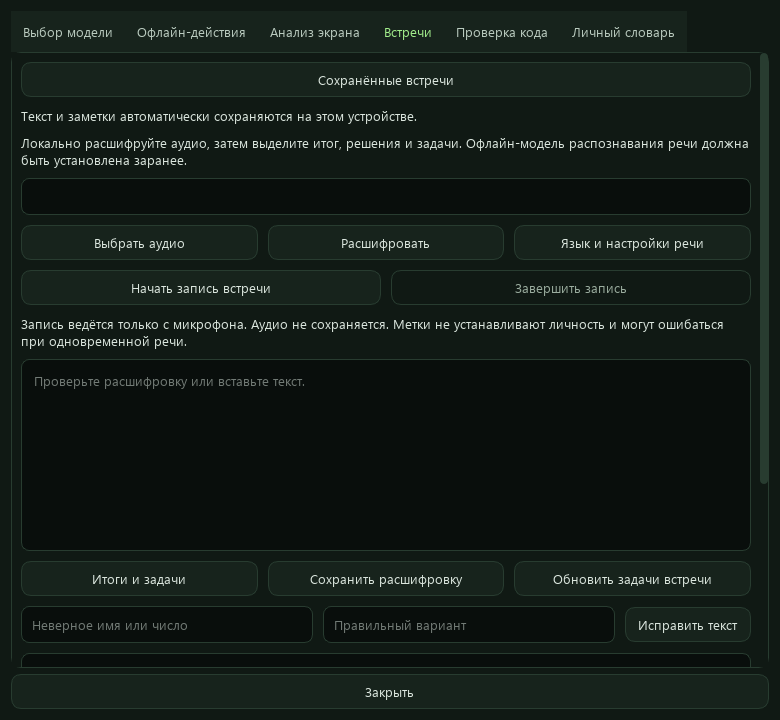 Выбор модели Офлайн-действия Анализ экрана Встречи Проверка кода Личный словарь
Сохранённые встречи
Текст и заметки автоматически сохраняются на этом устройстве.
Локально расшифруйте аудио, затем выделите итог, решения и задачи. Офлайн-модель распознавания речи должна
быть установлена заранее.
Выбрать аудио Расшифровать Язык и настройки речи
Начать запись встречи Завершить запись
Запись ведётся только с микрофона. Аудио не сохраняется. Метки не устанавливают личность и могут ошибаться
при одновременной речи.
Проверьте расшифровку или вставьте текст.
Итоги и задачи Сохранить расшифровку Обновить задачи встречи
Неверное имя или число Правильный вариант Исправить текст
Закрыть